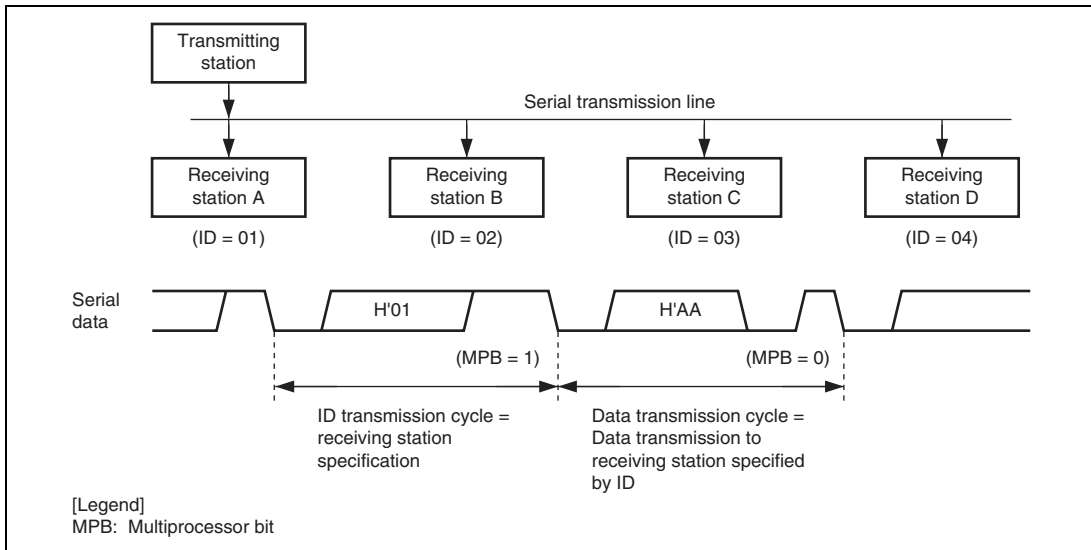 Transmitting
station
Serial transmission line
Receiving
station A
Receiving
station B
Receiving
station C
Receiving
station D
(ID = 01)
(ID = 02)
(ID = 03)
(ID = 04)
Serial
data
H'01
H'AA
(MPB = 1)
(MPB = 0)
ID transmission cycle =
receiving station
specification
Data transmission cycle =
Data transmission to
receiving station specified
by ID
[Legend]
MPB: Multiprocessor bit